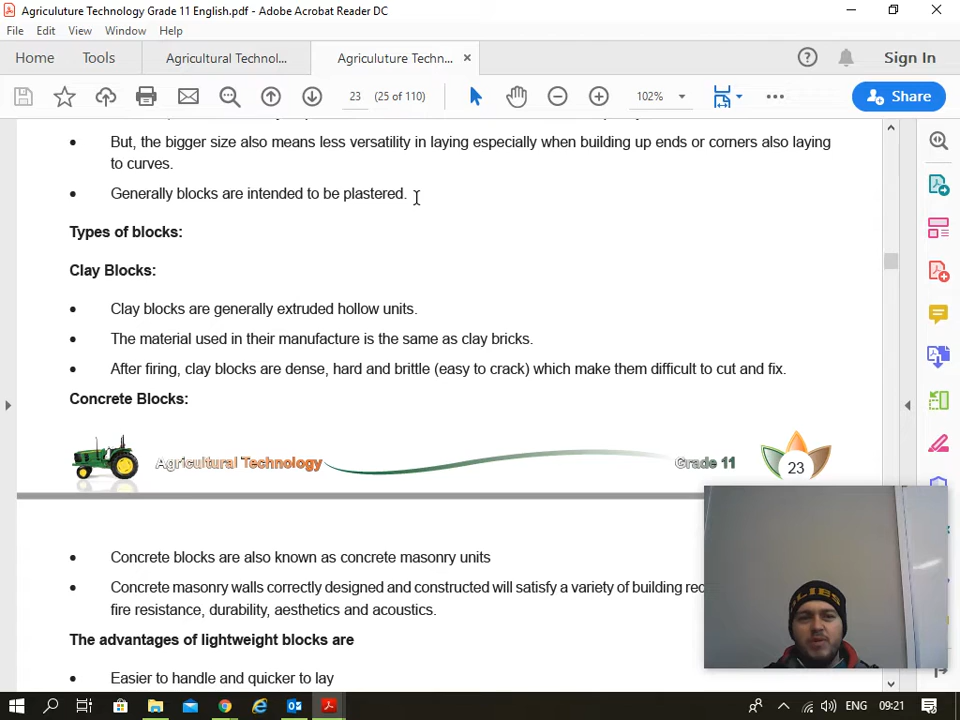 Agriculuture Technology Grade 11 English.pdf - Adobe Acrobat Reader DC
File Edit View Window Help
Home Tools Agricultural Technol... Agriculuture Techn... × Sign In
23 (25 of 110) 102% Share
• But, the bigger size also means less versatility in laying especially when building up ends or corners also laying
to curves.
• Generally blocks are intended to be plastered.
Types of blocks:
Clay Blocks:
• Clay blocks are generally extruded hollow units.
• The material used in their manufacture is the same as clay bricks.
• After firing, clay blocks are dense, hard and brittle (easy to crack) which make them difficult to cut and fix.
Concrete Blocks:
Agricultural Technology Grade 11 23
• Concrete blocks are also known as concrete masonry units
• Concrete masonry walls correctly designed and constructed will satisfy a variety of building
fire resistance, durability, aesthetics and acoustics.
The advantages of lightweight blocks are
• Easier to handle and quicker to lay
ENG 09:21